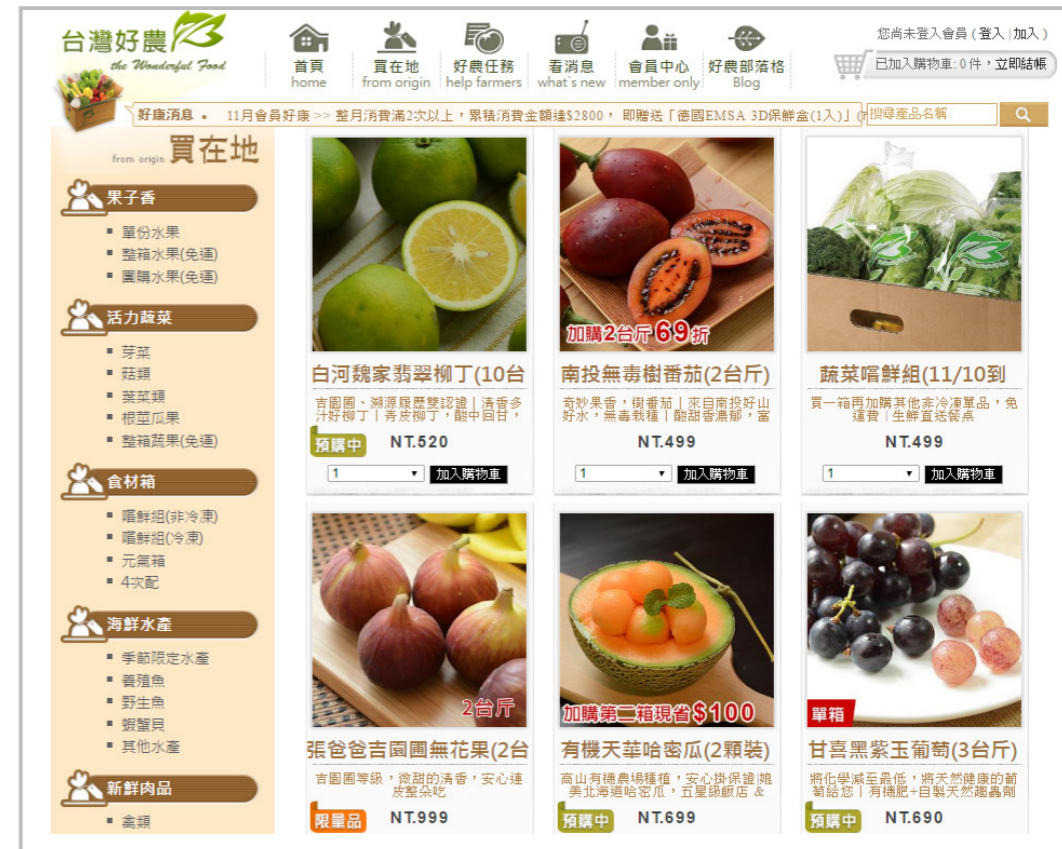 台灣好農
the Wonderful Food
首頁
home
買在地
from origin
好農任務
help farmers
看消息
what's new
會員中心
member only
好農部落格
Blog
您尚未登入會員 ( 登入 | 加入 )
已加入購物車: 0 件，立即結帳
好康消息 。 11月會員好康 >> 整月消費滿2次以上，累積消費金額達$2800， 即贈送「德國EMSA 3D保鮮盒(1入)」
搜尋產品名稱
from origin 買在地
果子香
單份水果
整箱水果(免運)
團購水果(免運)
活力蔬菜
芽菜
菇類
葉菜類
根莖瓜果
整箱蔬果(免運)
食材箱
嚐鮮組(非冷凍)
嚐鮮組(冷凍)
元氣箱
4次配
海鮮水產
季節限定水產
養殖魚
野生魚
蝦蟹貝
其他水產
新鮮肉品
禽類
白河魏家翡翠柳丁(10台
吉園圃、溯源履歷雙認證 | 清香多
汁好柳丁 | 青皮柳丁，酸中回甘，
預購中
NT.520
1
加入購物車
加購2台斤69折
南投無毒樹番茄(2台斤)
奇妙果香，樹番茄 | 來自南投好山
好水，無毒栽種 | 酸甜香濃郁，富
NT.499
1
加入購物車
蔬菜嚐鮮組(11/10到
買一箱再加購其他非冷凍單品，免
運費 | 生鮮直送餐桌
NT.499
1
加入購物車
2台斤
張爸爸吉園圃無花果(2台
吉園圃等級，微甜的清香，安心連
皮整朵吃
限量品
NT.999
加購第二箱現省$100
有機天華哈密瓜(2顆裝)
高山有機農場種植，安心掛保證|媲
美北海道哈密瓜，五星級飯店 &
預購中
NT.699
單箱
甘喜黑紫玉葡萄(3台斤)
將化學減至最低，將天然健康的葡
萄給您 | 有機肥+自製天然趨蟲劑
預購中
NT.690